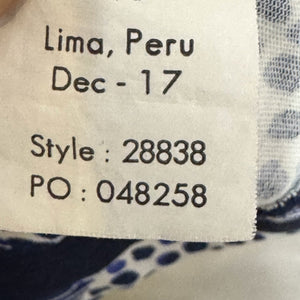 Lima, Peru
Dec - 17
Style : 28838
PO : 048258